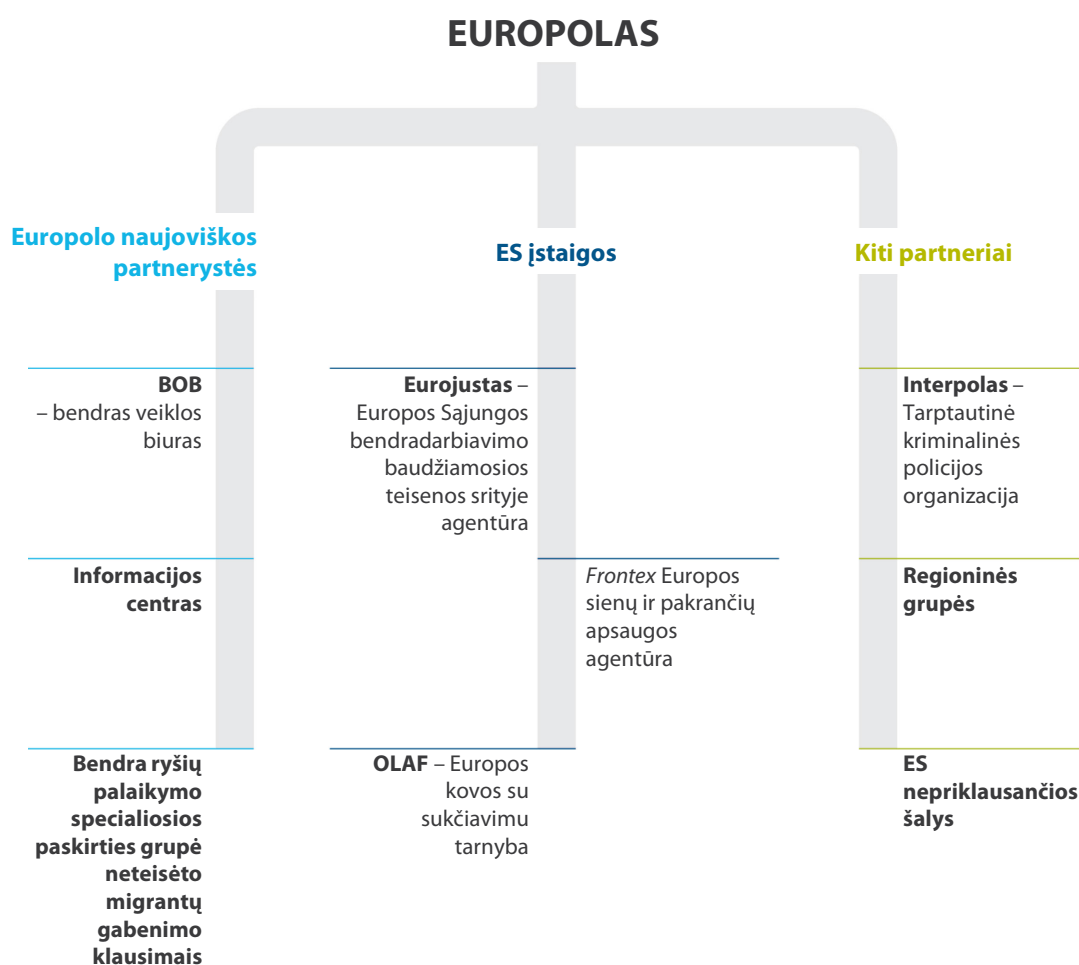 EUROPOLAS
Europolo naujoviškos
partnerystės
BOB
– bendras veiklos
biuras
Informacijos
centras
Bendra ryšių
palaikymo
specialiosios
paskirties grupė
neteisėto
migrantų
gabenimo
klausimais
ES įstaigos
Eurojustas –
Europos Sąjungos
bendradarbiavimo
baudžiamosios
teisenos srityje
agentūra
Frontex Europos
sienų ir pakrančių
apsaugos
agentūra
OLAF – Europos
kovos su
sukčiavimu
tarnyba
Kiti partneriai
Interpolas –
Tarptautinė
kriminalinės
policijos
organizacija
Regioninės
grupės
ES
nepriklausančios
šalys